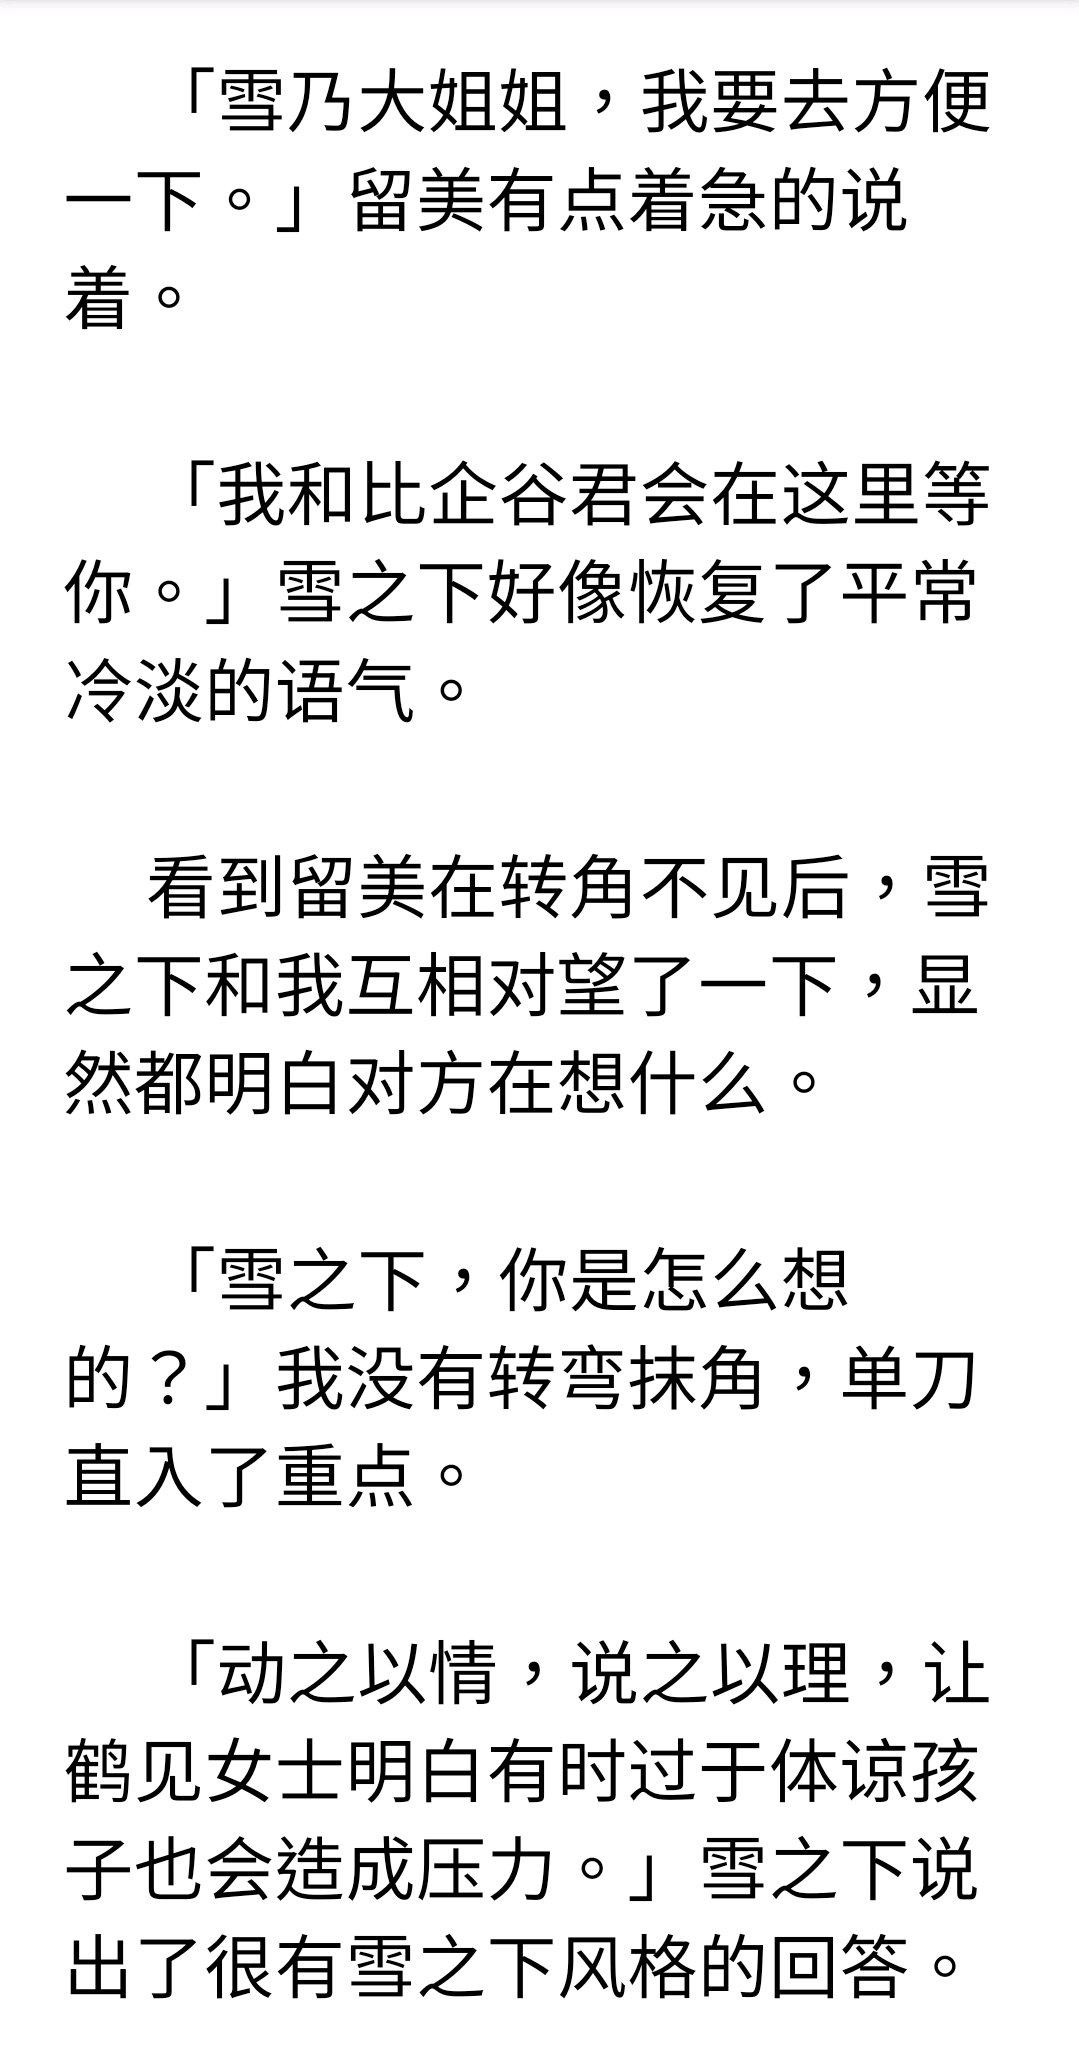 「雪乃大姐姐，我要去方便
一下。」留美有点着急的说
着。
「我和比企谷君会在这里等
你。」雪之下好像恢复了平常
冷淡的语气。
看到留美在转角不见后，雪
之下和我互相对望了一下，显
然都明白对方在想什么。
「雪之下，你是怎么想
的？」我没有转弯抹角，单刀
直入了重点。
「动之以情，说之以理，让
鹤见女士明白有时过于体谅孩
子也会造成压力。」雪之下说
出了很有雪之下风格的回答。